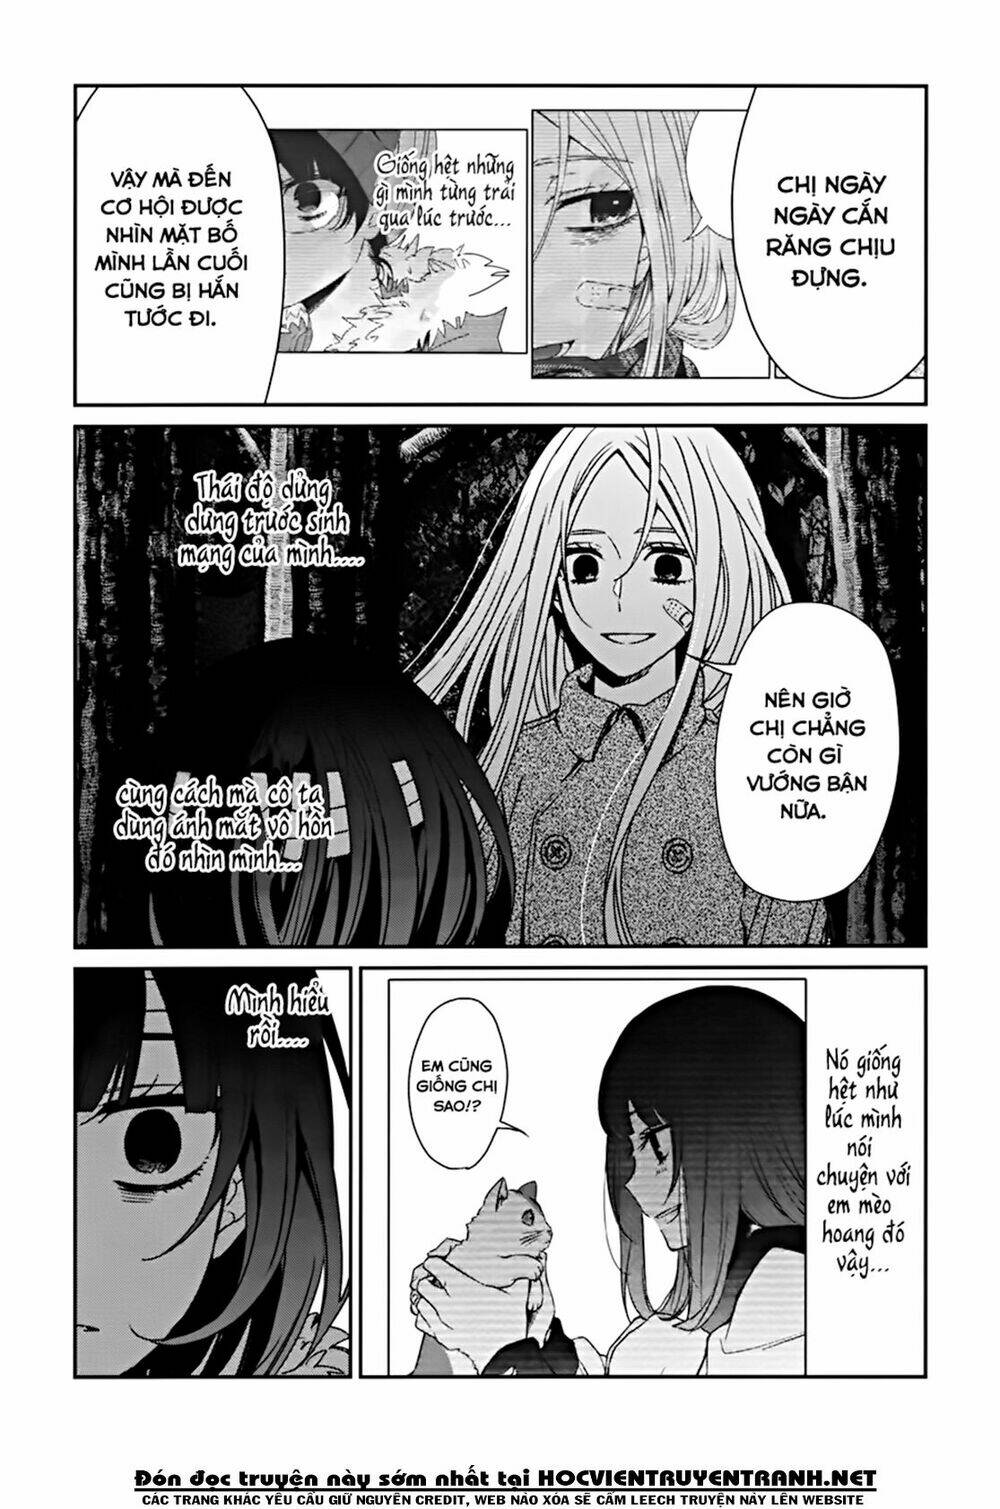 CHỊ NGÀY
NGÀY CẮN
RĂNG CHỊU
ĐỰNG.
Giống hệt những
gì mình từng trải
qua lúc trước...
VẬY MÀ ĐẾN
CƠ HỘI ĐƯỢC
NHÌN MẶT BỐ
MÌNH LẦN CUỐI
CŨNG BỊ HẮN
TƯỚC ĐI.
Thái độ dửng
dưng trước sinh
mạng của mình....
NÊN GIỜ
CHỊ CHẲNG
CÒN GÌ
VƯỚNG BẬN
NỮA.
cùng cách mà cô ta
dùng ánh mắt vô hồn
đó nhìn mình...
Nó giống
hệt như
lúc mình
nói
chuyện với
em mèo
hoang đó
vậy...
EM CŨNG
GIỐNG CHỊ
SAO!?
Mình hiểu
rồi....
Đón đọc truyện này sớm nhất tại HOCVIENTRUYENTRANH.NET
CÁC TRANG KHÁC YÊU CẦU GIỮ NGUYÊN CREDIT, WEB NÀO XÓA SẼ CẤM LEECH TRUYỆN NÀY LÊN WEBSITE